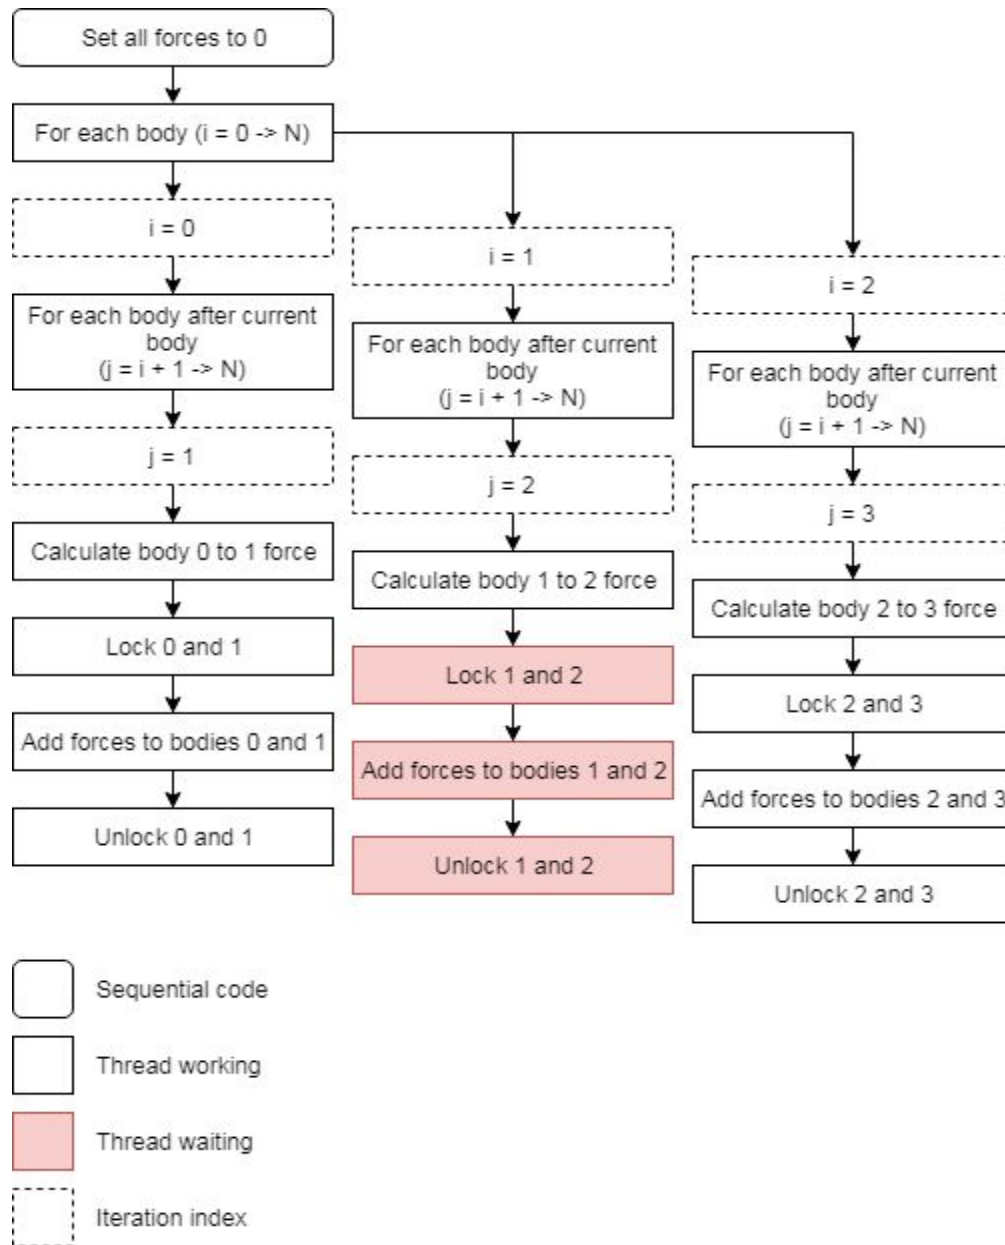 Set all forces to 0
For each body (i = 0 -> N)
i = 0
For each body after current
body
(j = i + 1 -> N)
j = 1
Calculate body 0 to 1 force
Lock 0 and 1
Add forces to bodies 0 and 1
Unlock 0 and 1
i = 1
For each body after current
body
(j = i + 1 -> N)
j = 2
Calculate body 1 to 2 force
Lock 1 and 2
Add forces to bodies 1 and 2
Unlock 1 and 2
i = 2
For each body after current
body
(j = i + 1 -> N)
j = 3
Calculate body 2 to 3 force
Lock 2 and 3
Add forces to bodies 2 and 3
Unlock 2 and 3
Sequential code
Thread working
Thread waiting
Iteration index